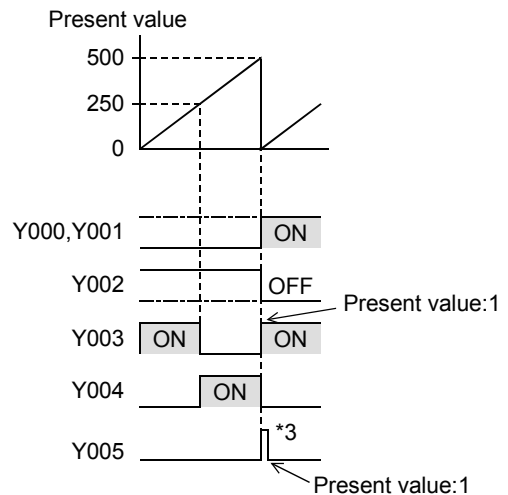 Present value
500
250
0
Y000,Y001
ON
Y002
OFF
Present value:1
Y003
ON
ON
Y004
ON
Y005
*3
Present value:1